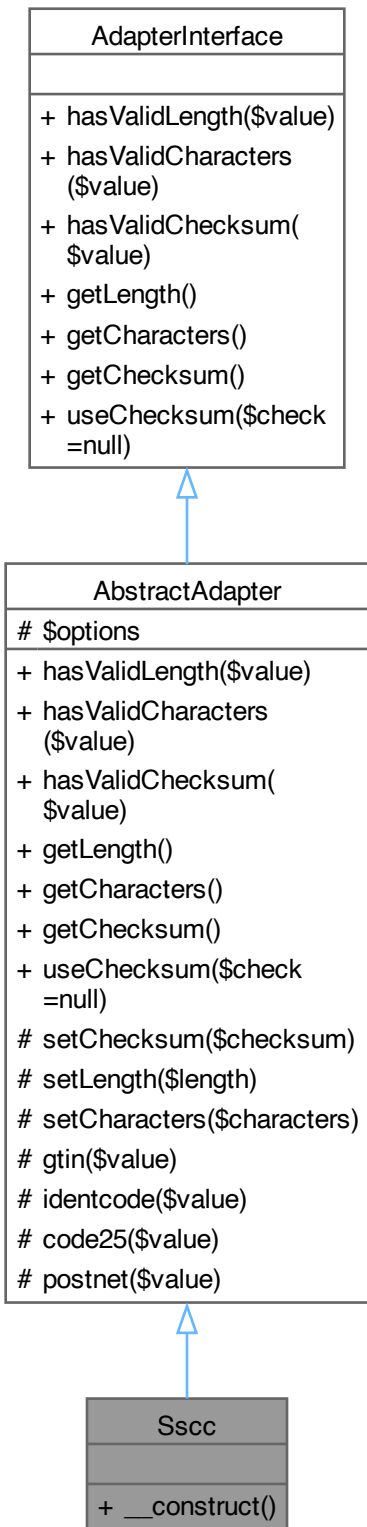 AdapterInterface
+ hasValidLength($value)
+ hasValidCharacters
($value)
+ hasValidChecksum(
$value)
+ getLength()
+ getCharacters()
+ getChecksum()
+ useChecksum($check
=null)
AbstractAdapter
# $options
+ hasValidLength($value)
+ hasValidCharacters
($value)
+ hasValidChecksum(
$value)
+ getLength()
+ getCharacters()
+ getChecksum()
+ useChecksum($check
=null)
# setChecksum($checksum)
# setLength($length)
# setCharacters($characters)
# gtin($value)
# identcode($value)
# code25($value)
# postnet($value)
Sscc
+ __construct()